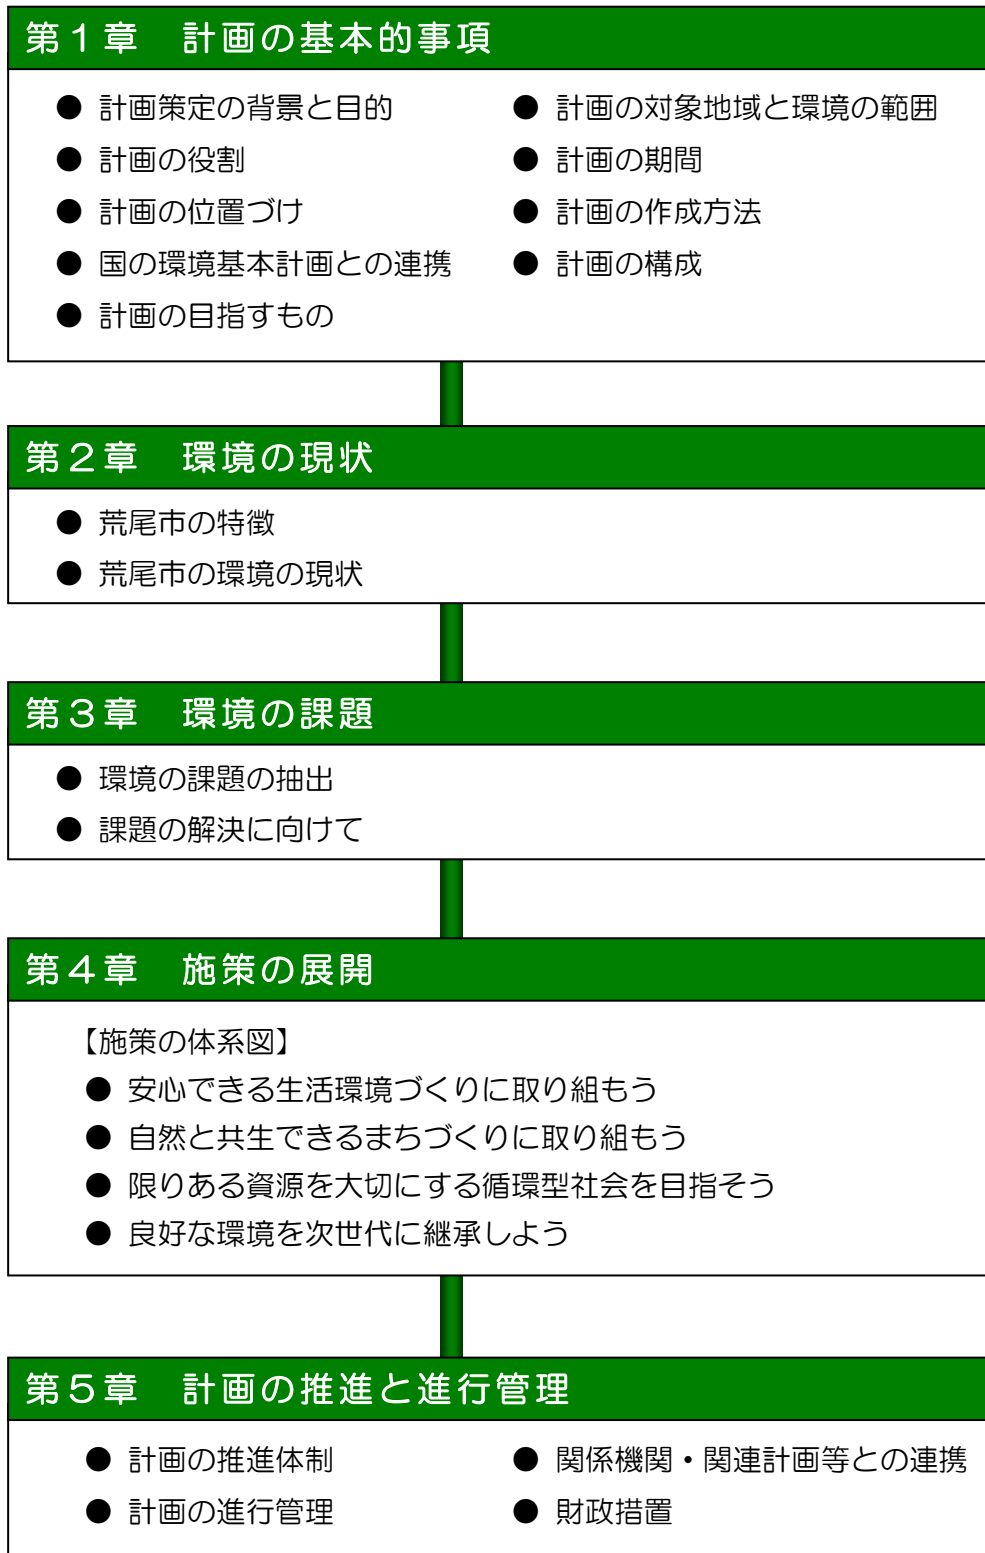 第１章　計画の基本的事項
● 計画策定の背景と目的
● 計画の役割
● 計画の位置づけ
● 国の環境基本計画との連携
● 計画の目指すもの
● 計画の対象地域と環境の範囲
● 計画の期間
● 計画の作成方法
● 計画の構成
第２章　環境の現状
● 荒尾市の特徴
● 荒尾市の環境の現状
第３章　環境の課題
● 環境の課題の抽出
● 課題の解決に向けて
第４章　施策の展開
【施策の体系図】
● 安心できる生活環境づくりに取り組もう
● 自然と共生できるまちづくりに取り組もう
● 限りある資源を大切にする循環型社会を目指そう
● 良好な環境を次世代に継承しよう
第５章　計画の推進と進行管理
● 計画の推進体制
● 計画の進行管理
● 関係機関・関連計画等との連携
● 財政措置